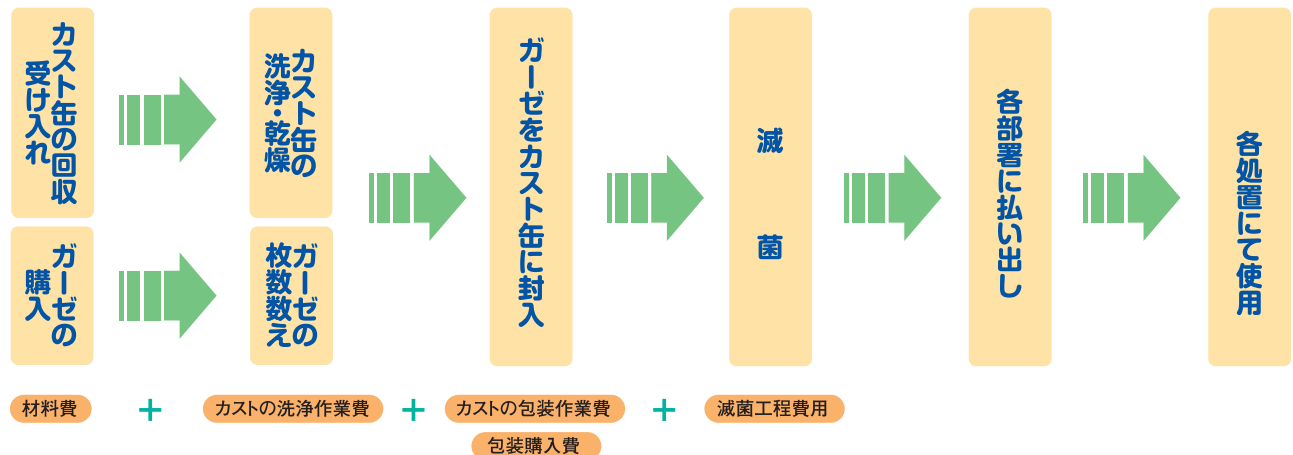 カスト缶の回収
受け入れ
ガーゼの
購入
カスト缶の
洗浄・乾燥
ガーゼの
枚数数え
ガーゼをカスト缶に封入
滅菌
各部署に払い出し
各処置にて使用
材料費
+
カストの洗浄作業費
+
カストの包装作業費
包装購入費
+
滅菌工程費用